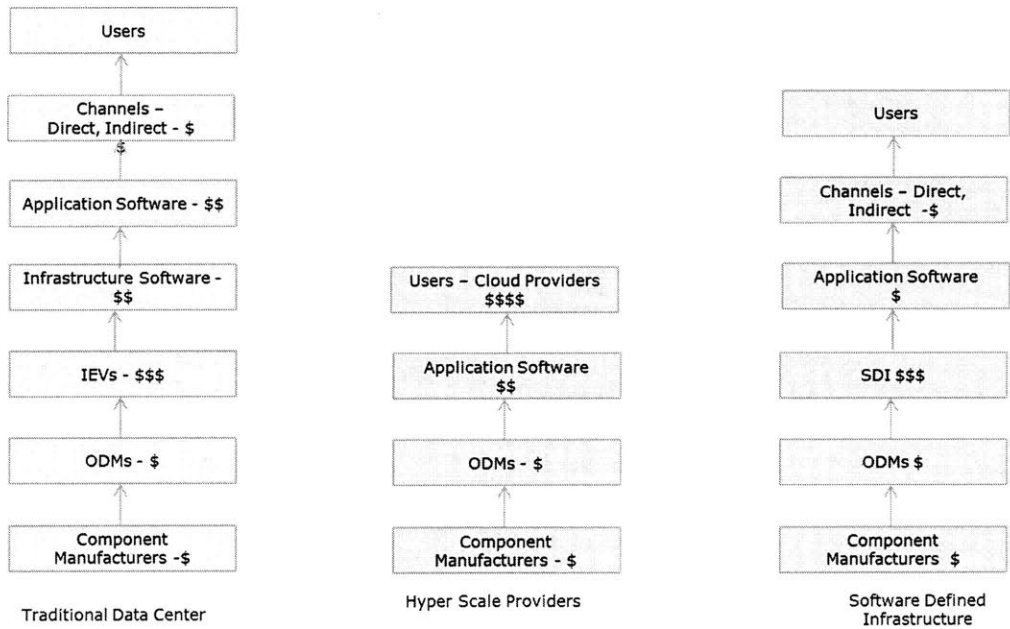 Users
Channels –
Direct, Indirect - $
$
Application Software - $$
Infrastructure Software -
$$
IEVs - $$$
ODMs - $
Component
Manufacturers -$
Traditional Data Center
Users – Cloud Providers
$$$$
Application Software
$$
ODMs - $
Component
Manufacturers - $
Hyper Scale Providers
Users
Channels – Direct,
Indirect -$
Application Software
$
SDI $$$
ODMs $
Component
Manufacturers $
Software Defined
Infrastructure